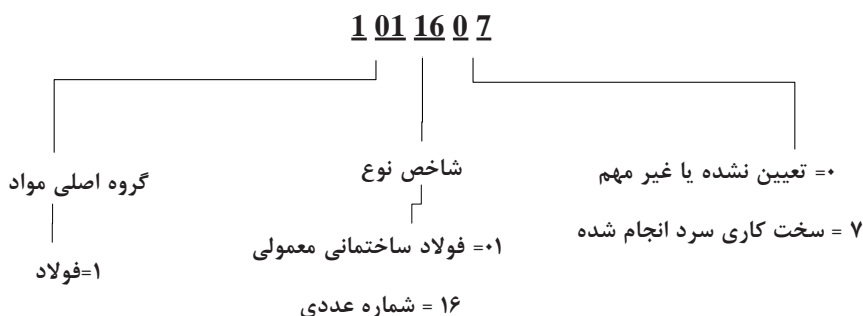 1 01 16 0 7
گروه اصلی مواد
۱=فولاد
شاخص نوع
۰۱= فولاد ساختمانی معمولی
۱۶ = شماره عددی
۰= تعیین نشده یا غیر مهم
۷ = سخت کاری سرد انجام شده